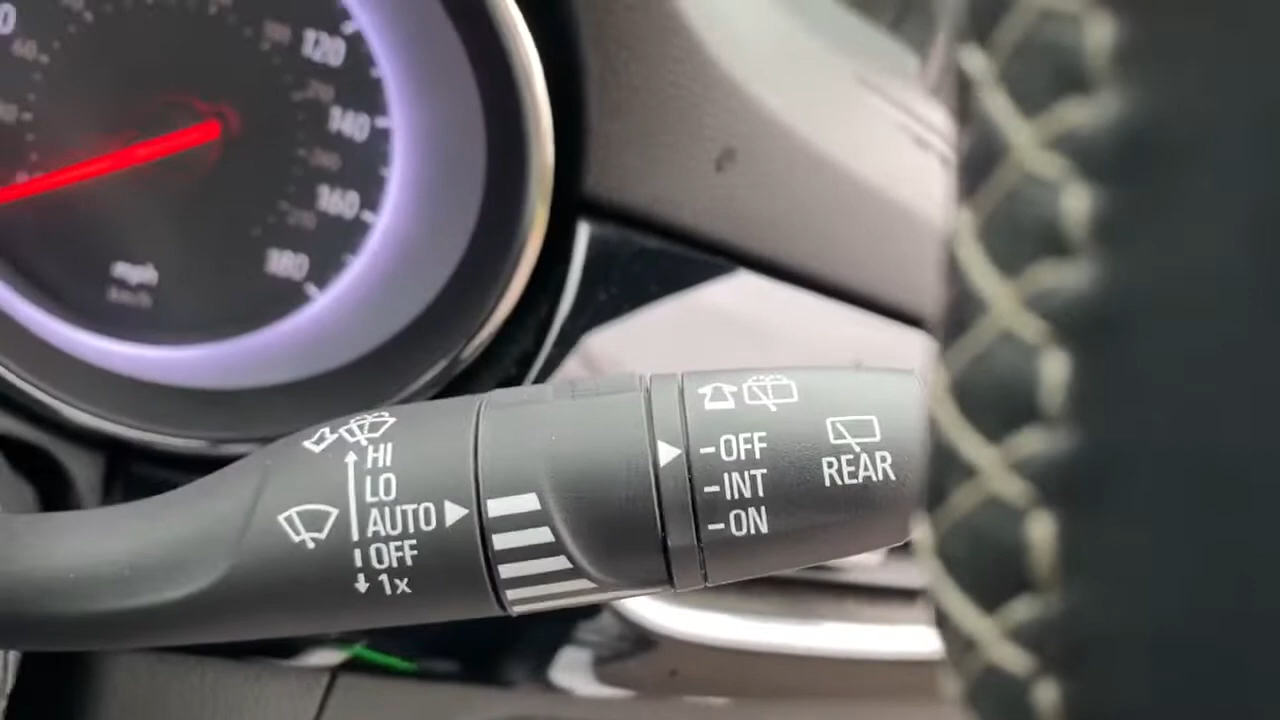 120
140
160
180
mph
km/h
HI
LO
AUTO
OFF
1x
-OFF
-INT
-ON
REAR